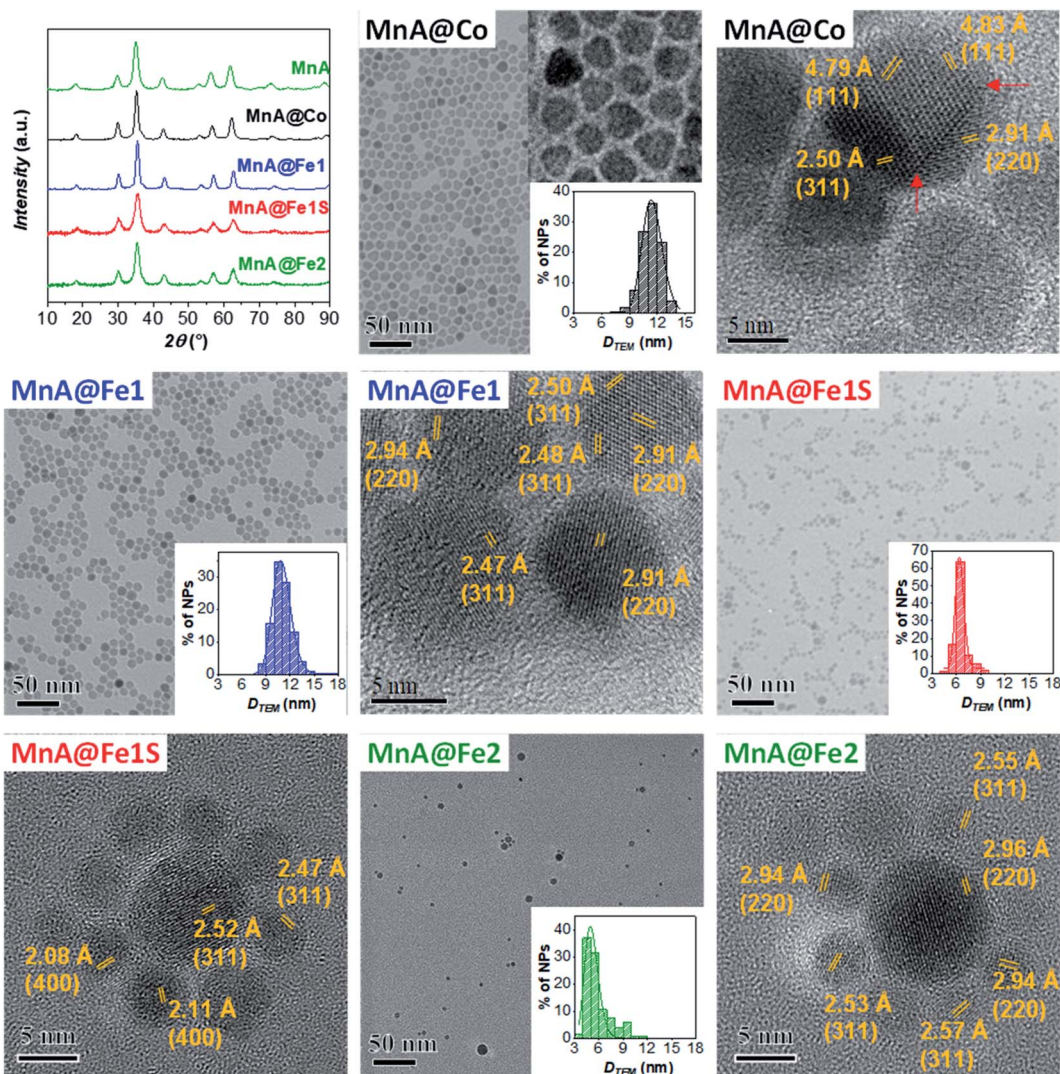 Intensity (a.u.)
MnA
MnA@Co
MnA@Fe1
MnA@Fe1S
MnA@Fe2
10 20 30 40 50 60 70 80 90
2θ (°)
MnA@Co
50 nm
% of NPs
40
30
20
10
0
3 6 9 12 15
D_TEM (nm)
MnA@Co
4.83 Å
(111)
4.79 Å
(111)
2.91 Å
(220)
2.50 Å
(311)
5 nm
MnA@Fe1
50 nm
% of NPs
30
20
10
0
3 6 9 12 15 18
D_TEM (nm)
2.50 Å
(311)
2.94 Å
(220)
2.48 Å
(311)
2.91 Å
(220)
2.47 Å
(311)
2.91 Å
(220)
5 nm
MnA@Fe1S
50 nm
% of NPs
70
60
50
40
30
20
10
0
3 6 9 12 15 18
D_TEM (nm)
MnA@Fe1S
2.47 Å
(311)
2.52 Å
(311)
2.08 Å
(400)
2.11 Å
(400)
5 nm
MnA@Fe2
50 nm
% of NPs
50
40
30
20
10
0
3 6 9 12 15 18
D_TEM (nm)
MnA@Fe2
2.55 Å
(311)
2.96 Å
(220)
2.94 Å
(220)
2.94 Å
(220)
2.53 Å
(311)
2.57 Å
(311)
5 nm